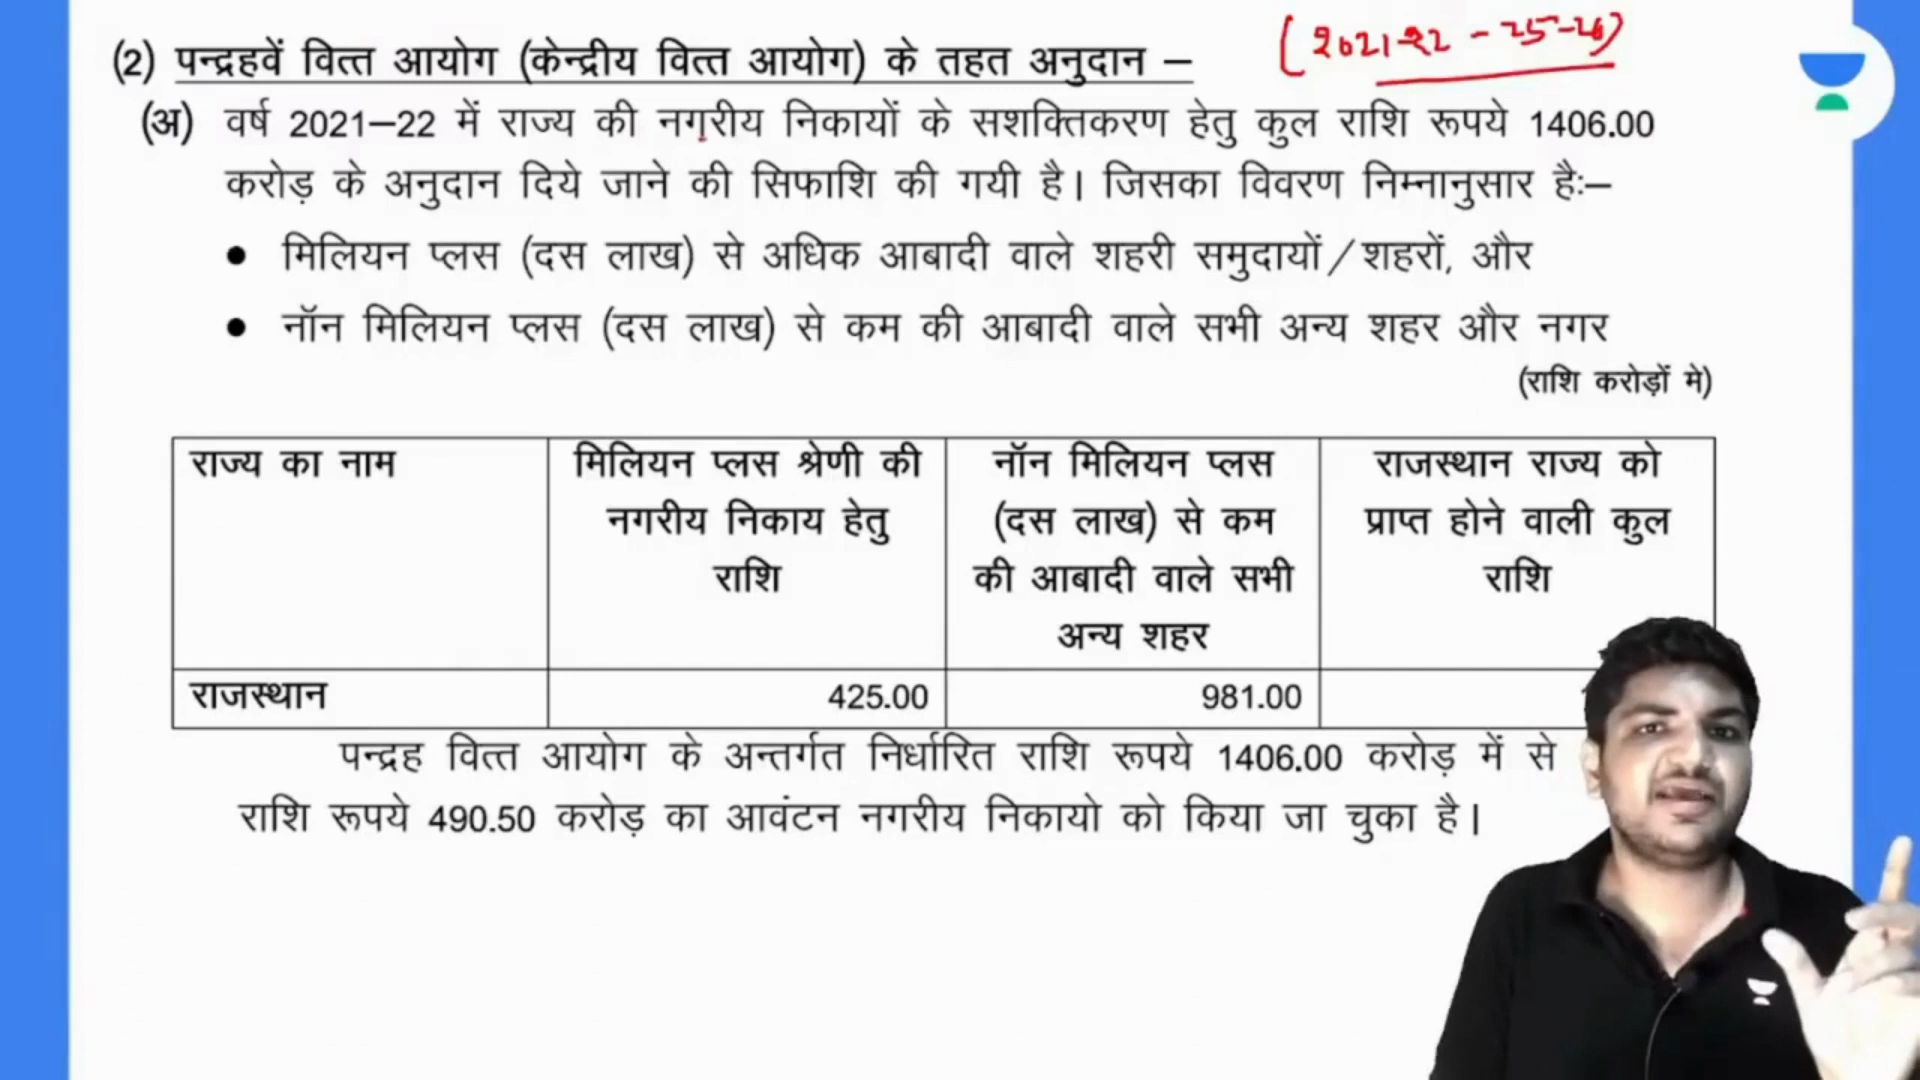 (2) पन्द्रहवें वित्त आयोग (केन्द्रीय वित्त आयोग) के तहत अनुदान –
(2021-22 - 25-26)
(अ) वर्ष 2021–22 में राज्य की नगरीय निकायों के सशक्तिकरण हेतु कुल राशि रूपये 1406.00
करोड़ के अनुदान दिये जाने की सिफाशि की गयी है। जिसका विवरण निम्नानुसार हैः–
• मिलियन प्लस (दस लाख) से अधिक आबादी वाले शहरी समुदायों/शहरों, और
• नॉन मिलियन प्लस (दस लाख) से कम की आबादी वाले सभी अन्य शहर और नगर
(राशि करोड़ों मे)
राज्य का नाम
मिलियन प्लस श्रेणी की
नगरीय निकाय हेतु
राशि
नॉन मिलियन प्लस
(दस लाख) से कम
की आबादी वाले सभी
अन्य शहर
राजस्थान राज्य को
प्राप्त होने वाली कुल
राशि
राजस्थान 425.00 981.00
पन्द्रह वित्त आयोग के अन्तर्गत निर्धारित राशि रूपये 1406.00 करोड़ में से
राशि रूपये 490.50 करोड़ का आवंटन नगरीय निकायो को किया जा चुका है।